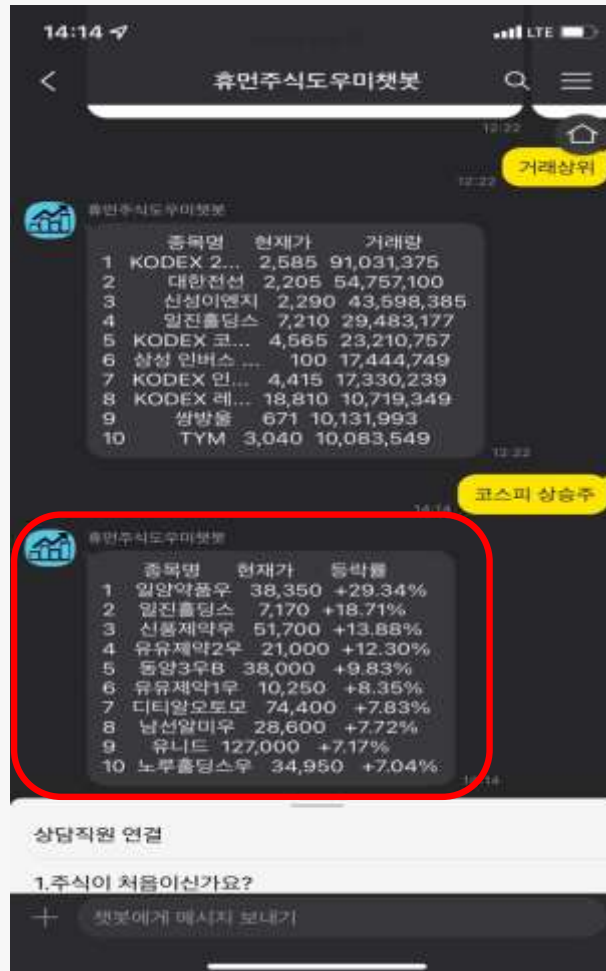 14:14
LTE
휴먼주식도우미챗봇
12:22
거래상위
12:22
휴먼주식도우미챗봇
종목명 현재가 거래량
1 KODEX 2... 2,585 91,031,375
2 대한전선 2,205 54,757,100
3 신성이엔지 2,290 43,598,385
4 일진홀딩스 7,210 29,483,177
5 KODEX 코... 4,565 23,210,757
6 삼성 인버스 ... 100 17,444,749
7 KODEX 인... 4,415 17,330,239
8 KODEX 레... 18,810 10,719,349
9 쌍방울 671 10,131,993
10 TYM 3,040 10,083,549
12:22
코스피 상승주
14:14
휴먼주식도우미챗봇
종목명 현재가 등락률
1 일양약품우 38,350 +29.34%
2 일진홀딩스 7,170 +18.71%
3 신풍제약우 51,700 +13.88%
4 유유제약2우 21,000 +12.30%
5 동양3우B 38,000 +9.83%
6 유유제약1우 10,250 +8.35%
7 디티알오토모 74,400 +7.83%
8 남선알미우 28,600 +7.72%
9 유니드 127,000 +7.17%
10 노루홀딩스우 34,950 +7.04%
14:14
상담직원 연결
1.주식이 처음이신가요?
챗봇에게 메시지 보내기